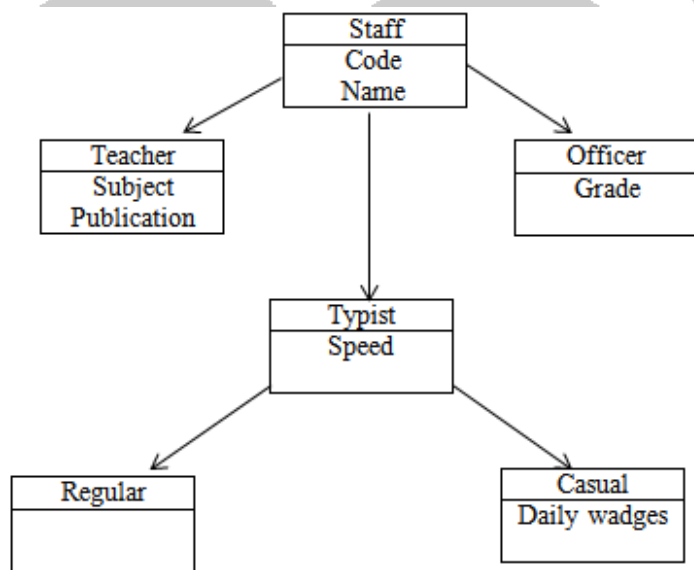 Staff
Code
Name
Teacher
Subject
Publication
Officer
Grade
Typist
Speed
Regular
Casual
Daily wadges